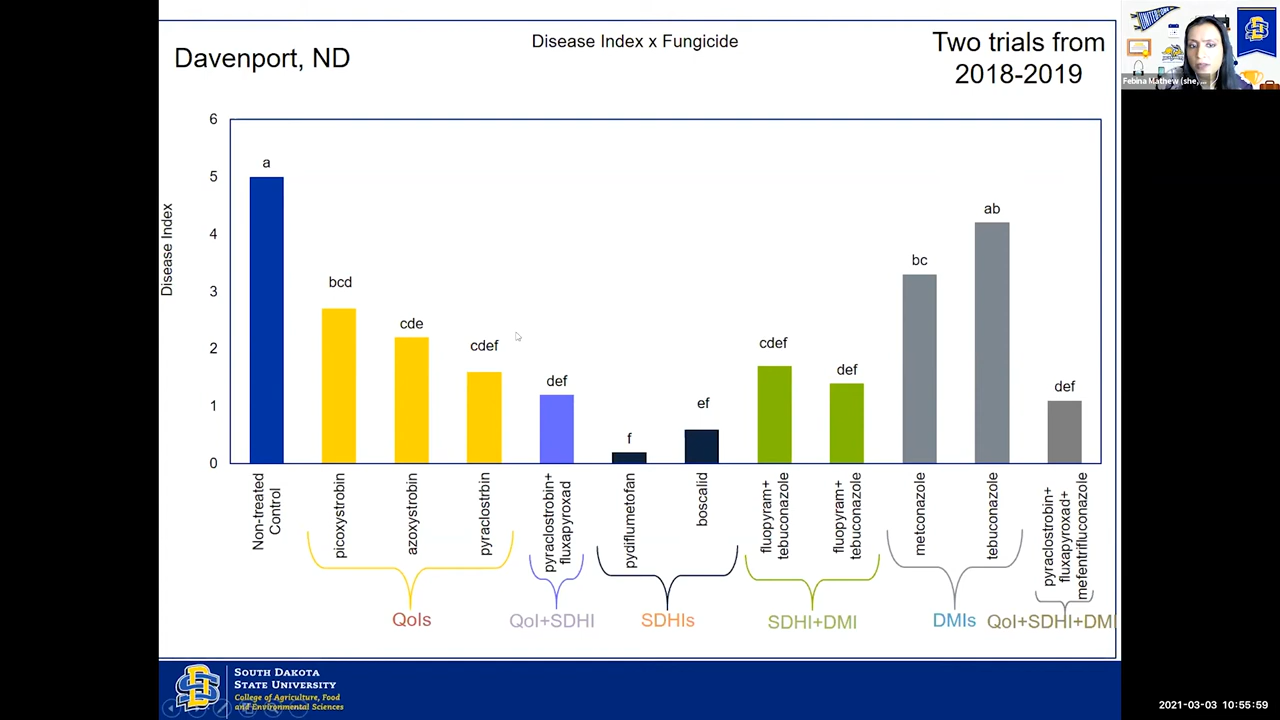 Davenport, ND
Disease Index x Fungicide
Two trials from
2018-2019
Febina Mathew (she, ...
Disease Index
6
5
4
3
2
1
0
a
bcd
cde
cdef
def
f
ef
cdef
def
bc
ab
def
Non-treated
Control
picoxystrobin
azoxystrobin
pyraclostrbin
pyraclostrobin+
fluxapyroxad
pydiflumetofan
boscalid
fluopyram+
tebuconazole
fluopyram+
tebuconazole
metconazole
tebuconazole
pyraclostrobin+
fluxapyroxad+
mefentrifluconazole
QoIs
QoI+SDHI
SDHIs
SDHI+DMI
DMIs
QoI+SDHI+DMI
SOUTH DAKOTA
STATE UNIVERSITY
College of Agriculture, Food
and Environmental Sciences
2021-03-03 10:55:59